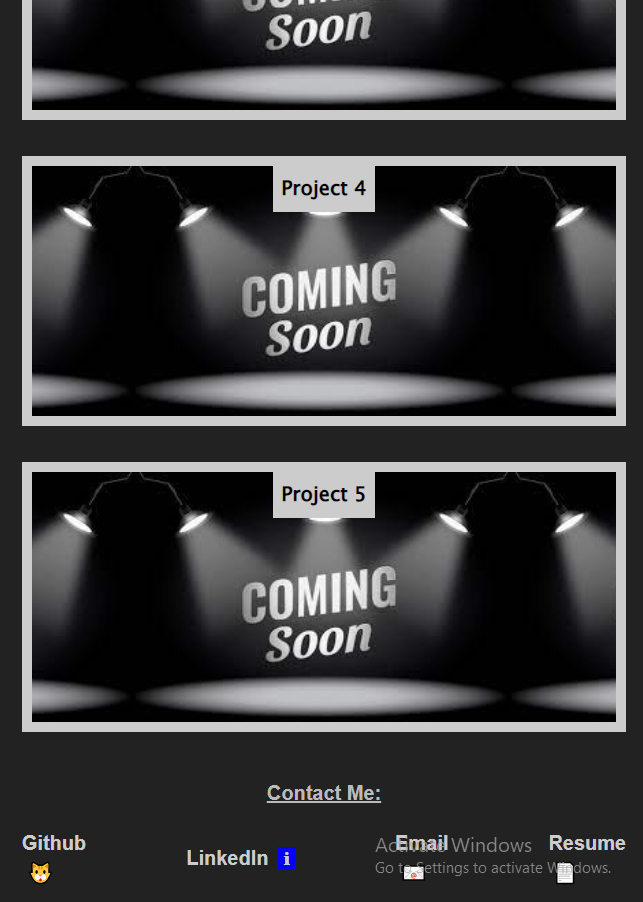 COMING
Soon
Project 4
COMING
Soon
Project 5
COMING
Soon
Contact Me:
Github
LinkedIn i
Email
Resume
Activate Windows
Go to Settings to activate Windows.